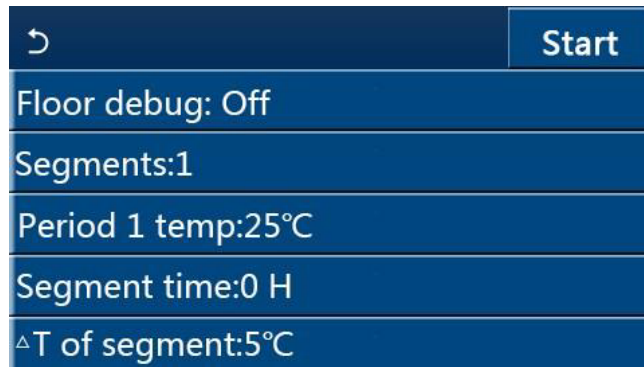 Start
Floor debug: Off
Segments:1
Period 1 temp:25℃
Segment time:0 H
△T of segment:5℃